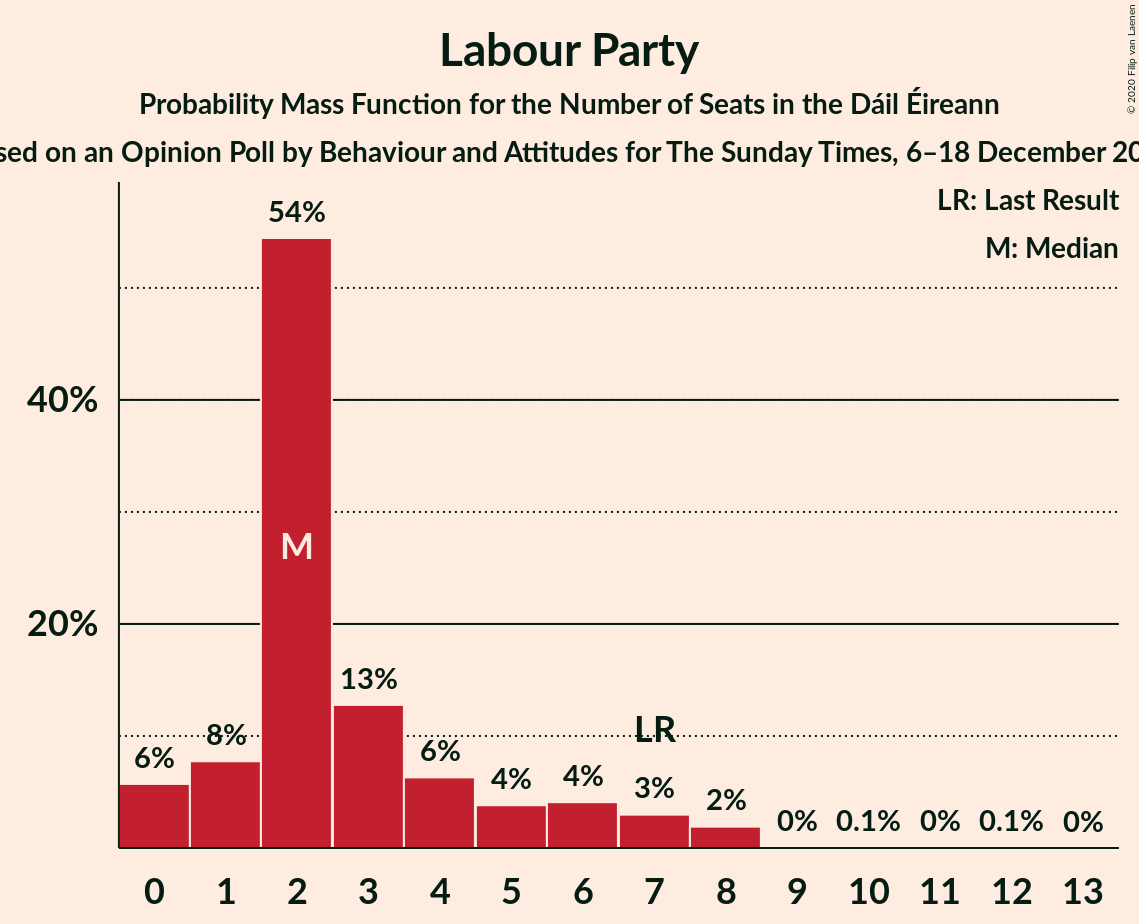 Labour Party
Probability Mass Function for the Number of Seats in the Dáil Éireann
sed on an Opinion Poll by Behaviour and Attitudes for The Sunday Times, 6–18 December 20
© 2020 Filip van Laenen
LR: Last Result
M: Median
54%
40%
M
20%
13%
LR
8%
6%
6%
4%
4%
3%
2%
0%
0.1%
0%
0.1%
0%
0 1 2 3 4 5 6 7 8 9 10 11 12 13